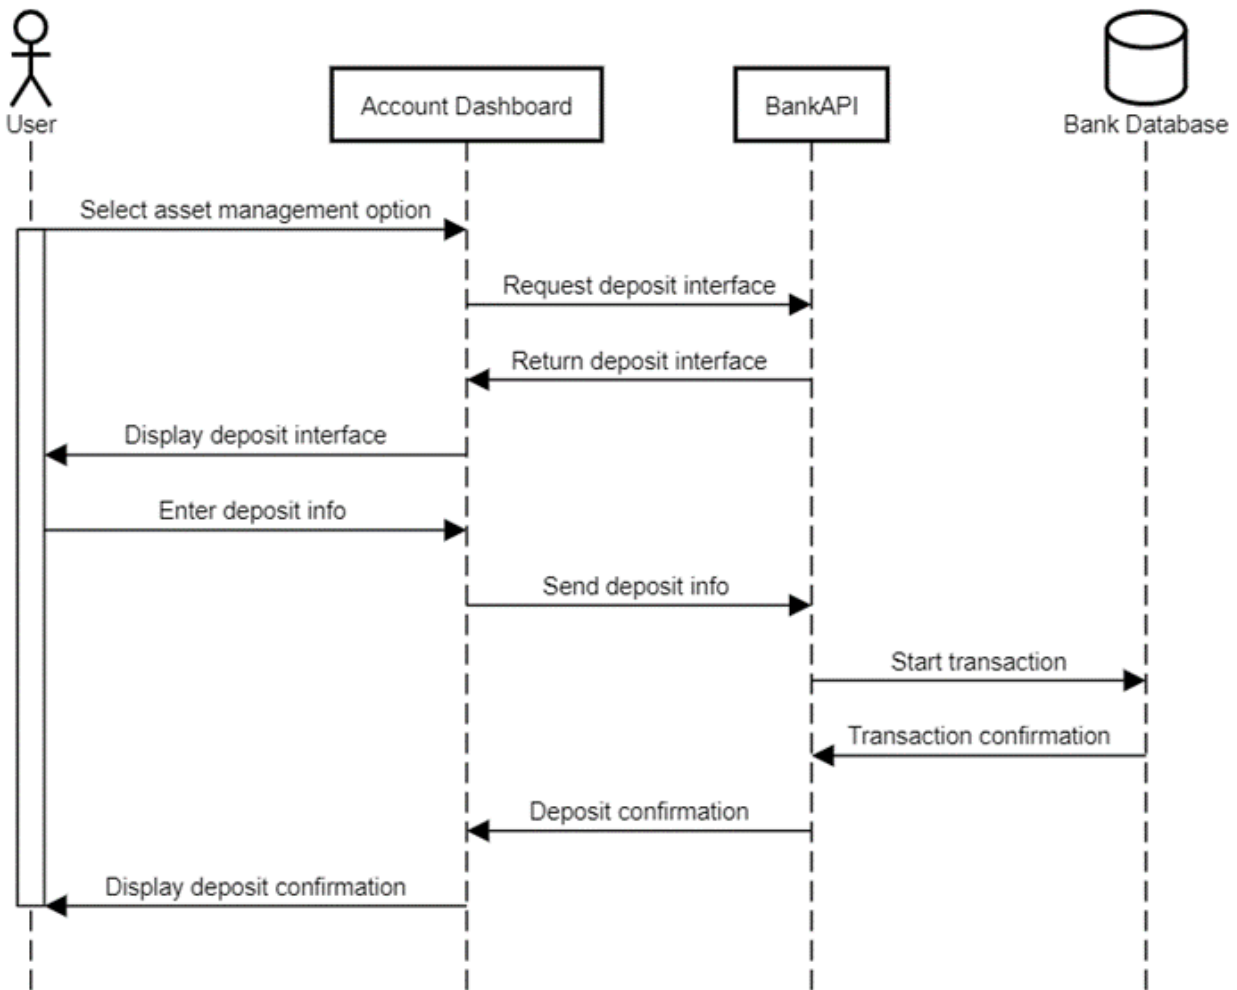 User
Account Dashboard
BankAPI
Bank Database
Select asset management option
Request deposit interface
Return deposit interface
Display deposit interface
Enter deposit info
Send deposit info
Start transaction
Transaction confirmation
Deposit confirmation
Display deposit confirmation